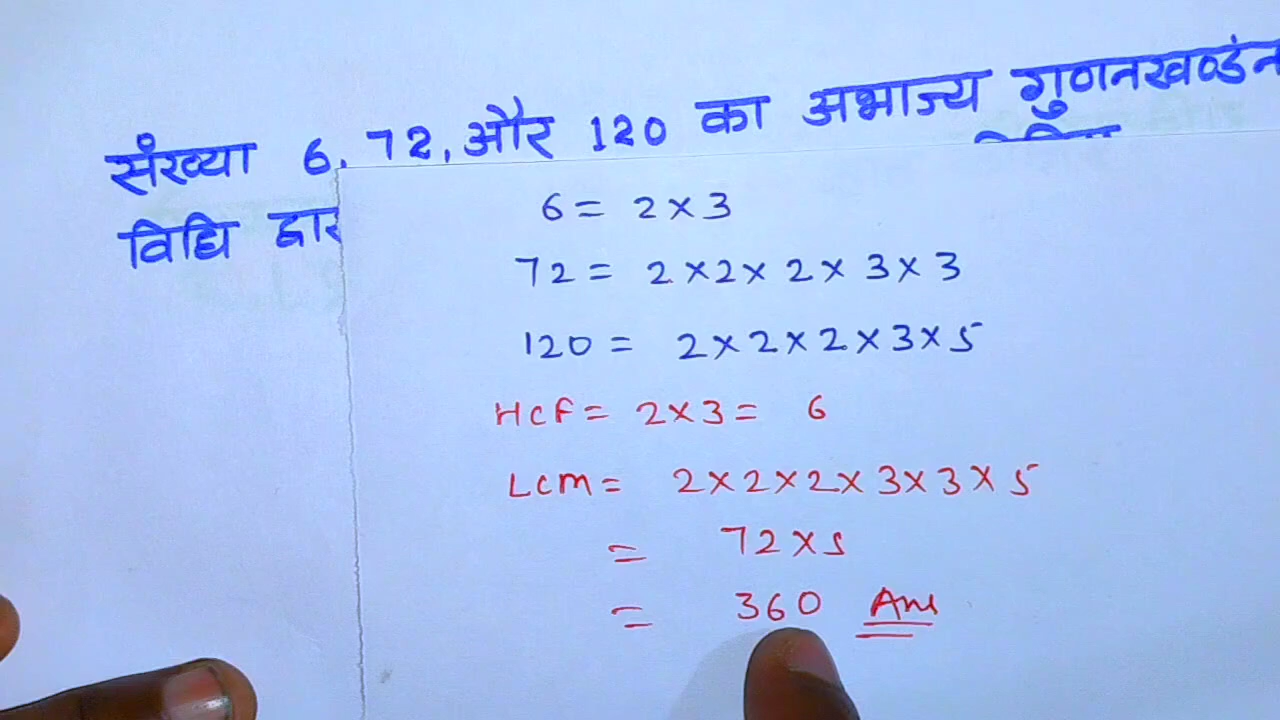 संख्या 6, 72, और 120 का अभाज्य गुणनखण्डंन
विधि
6 = 2 × 3
72 = 2 × 2 × 2 × 3 × 3
120 = 2 × 2 × 2 × 3 × 5
HCF = 2 × 3 = 6
LCM = 2 × 2 × 2 × 3 × 3 × 5
= 72 × 5
= 360 Ans